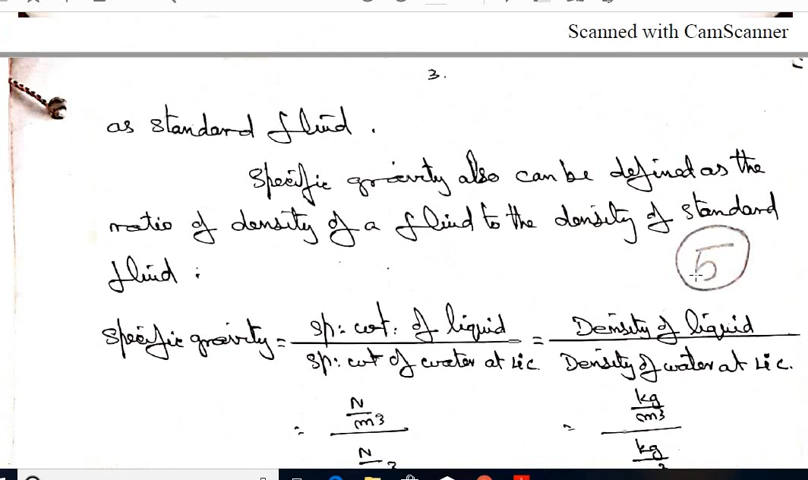 Scanned with CamScanner
3.
as standard fluid.
Specific gravity also can be defined as the
ratio of density of a fluid to the density of standard
fluid:
5
Specific gravity = sp: wt. of liquid / sp: wt of water at 4°c. = Density of liquid / Density of water at 4°c.
= N/m3 / N = kg/m3 / kg